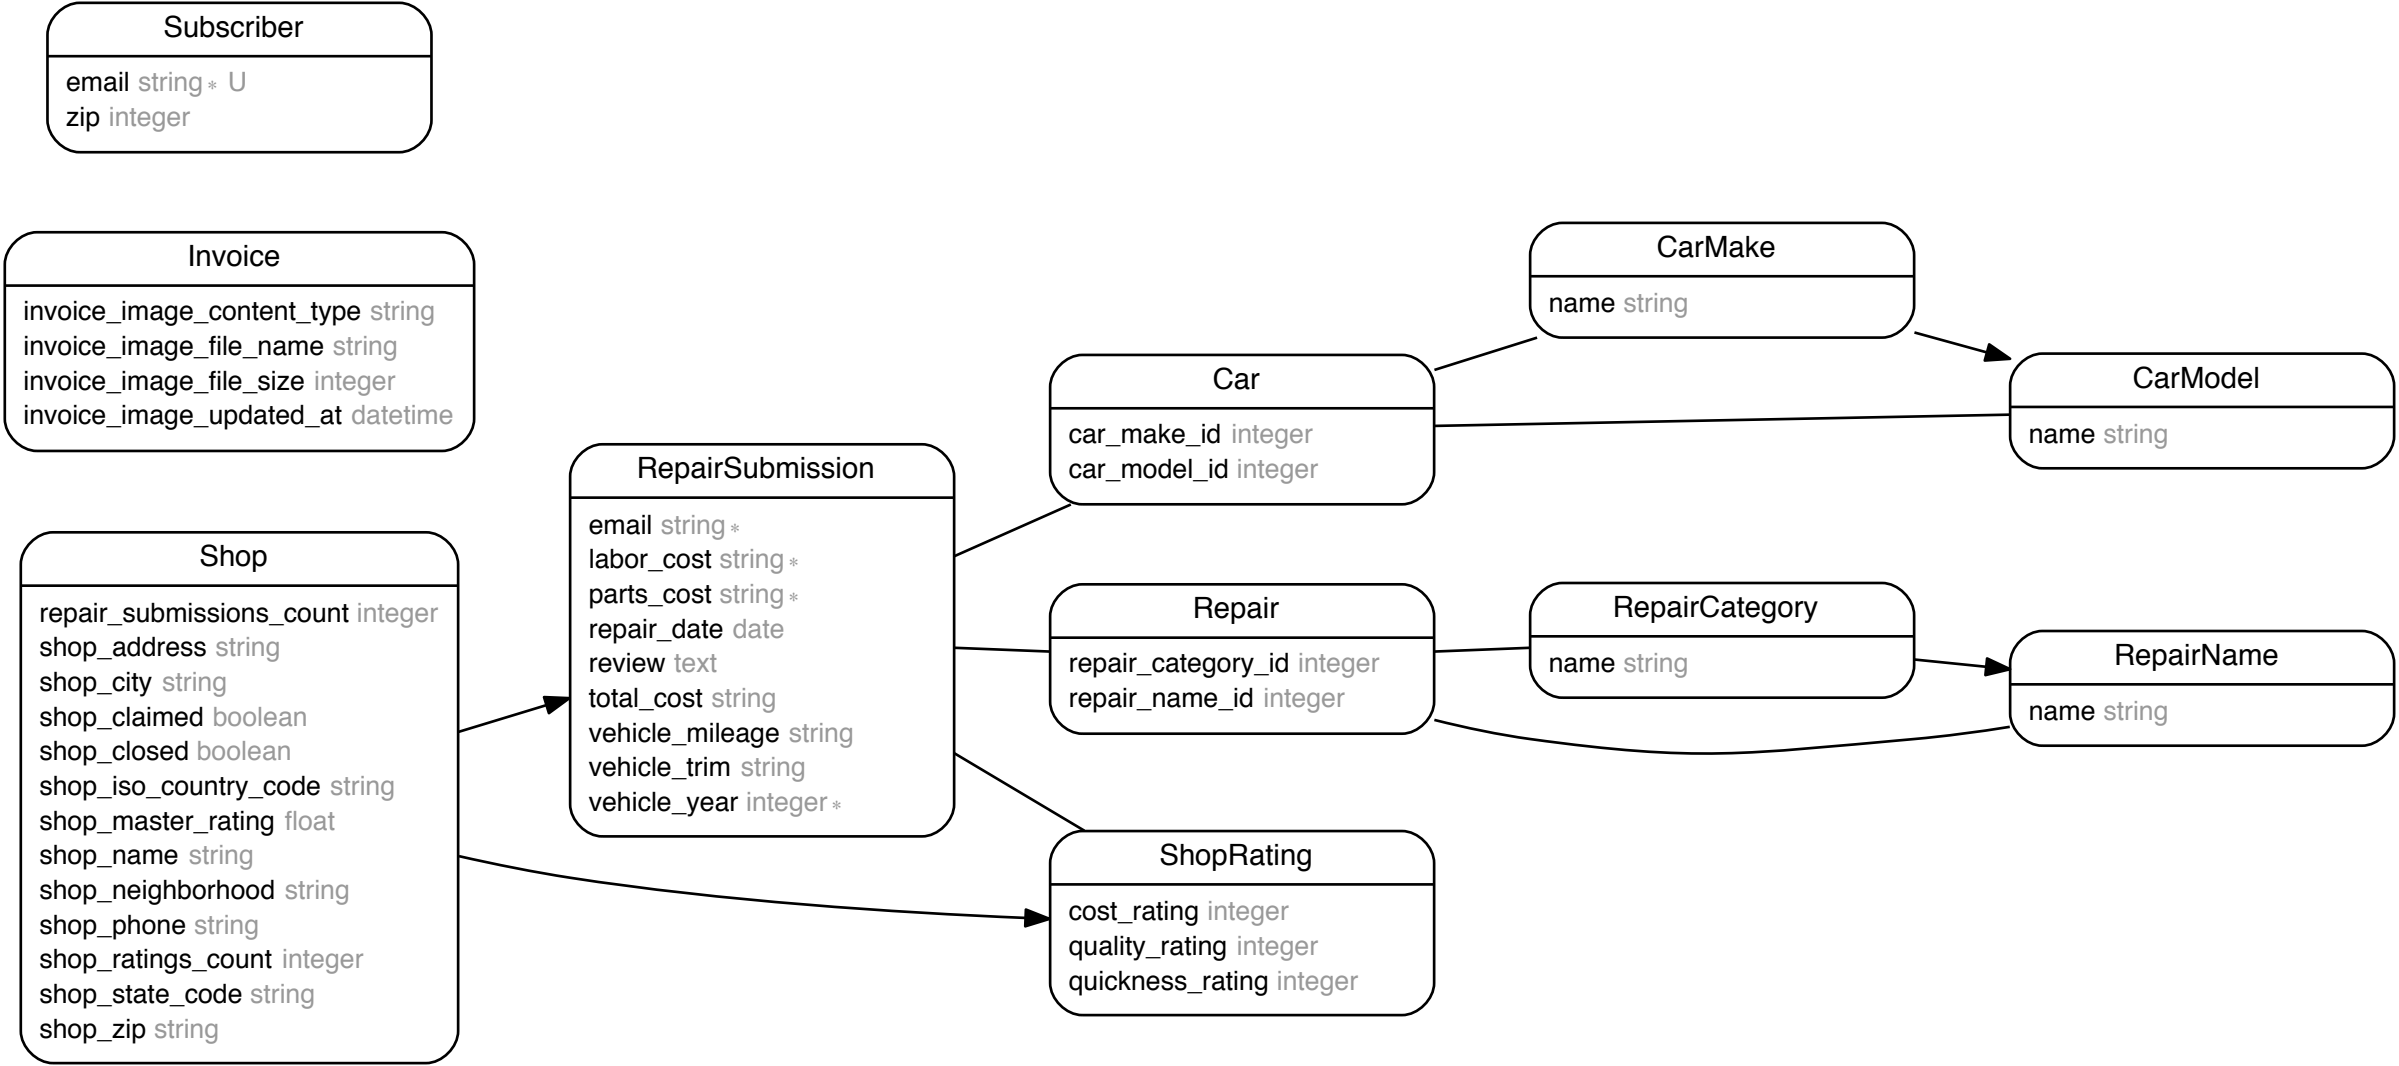 Subscriber
email string* U
zip integer
Invoice
invoice_image_content_type string
invoice_image_file_name string
invoice_image_file_size integer
invoice_image_updated_at datetime
Shop
repair_submissions_count integer
shop_address string
shop_city string
shop_claimed boolean
shop_closed boolean
shop_iso_country_code string
shop_master_rating float
shop_name string
shop_neighborhood string
shop_phone string
shop_ratings_count integer
shop_state_code string
shop_zip string
RepairSubmission
email string*
labor_cost string*
parts_cost string*
repair_date date
review text
total_cost string
vehicle_mileage string
vehicle_trim string
vehicle_year integer*
Car
car_make_id integer
car_model_id integer
Repair
repair_category_id integer
repair_name_id integer
ShopRating
cost_rating integer
quality_rating integer
quickness_rating integer
CarMake
name string
RepairCategory
name string
CarModel
name string
RepairName
name string